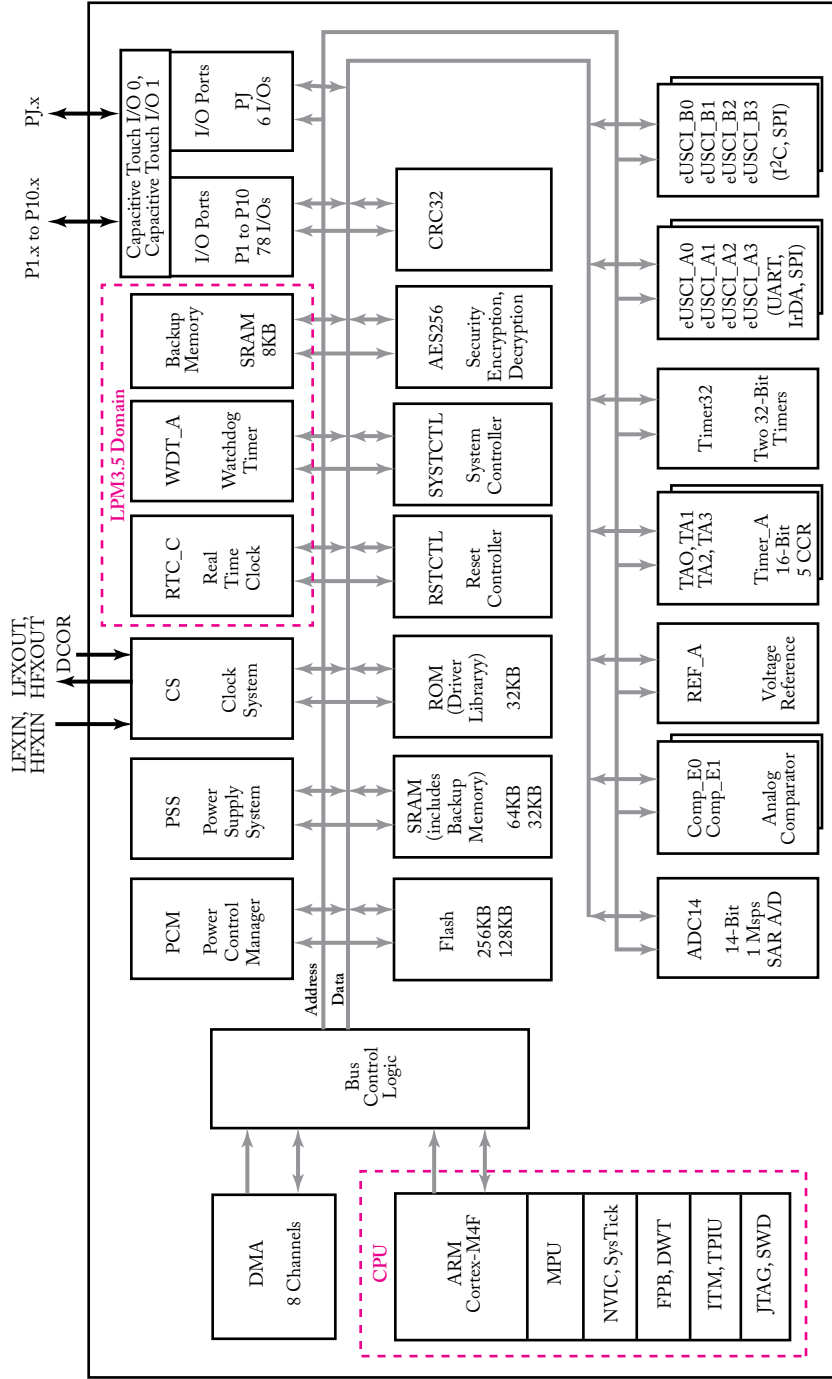 LFXIN,
HFXIN
LFXOUT,
HFXOUT
DCOR
P1.x to P10.x
PJ.x
DMA
8 Channels
CPU
ARM
Cortex-M4F
MPU
NVIC, SysTick
FPB, DWT
ITM, TPIU
JTAG, SWD
Bus
Control
Logic
Address
Data
PCM
Power
Control
Manager
PSS
Power
Supply
System
CS
Clock
System
LPM3.5 Domain
RTC_C
Real
Time
Clock
WDT_A
Watchdog
Timer
Backup
Memory
SRAM
8KB
Capacitive Touch I/O 0,
Capacitive Touch I/O 1
I/O Ports
P1 to P10
78 I/Os
I/O Ports
PJ
6 I/Os
Flash
256KB
128KB
SRAM
(includes
Backup
Memory)
64KB
32KB
ROM
(Driver
Libraryy)
32KB
RSTCTL
Reset
Controller
SYSTCTL
System
Controller
AES256
Security
Encryption,
Decryption
CRC32
ADC14
14-Bit
1 Msps
SAR A/D
Comp_E0
Comp_E1
Analog
Comparator
REF_A
Voltage
Reference
TAO, TA1
TA2, TA3
Timer_A
16-Bit
5 CCR
Timer32
Two 32-Bit
Timers
eUSCI_A0
eUSCI_A1
eUSCI_A2
eUSCI_A3
(UART,
IrDA, SPI)
eUSCI_B0
eUSCI_B1
eUSCI_B2
eUSCI_B3
(I²C, SPI)